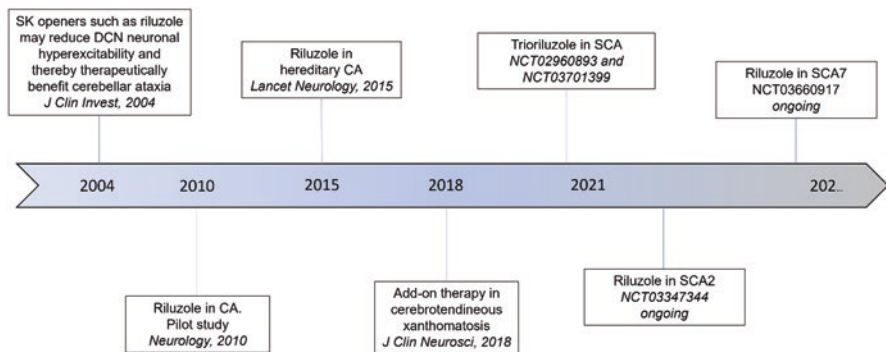 SK openers such as riluzole
may reduce DCN neuronal
hyperexcitability and
thereby therapeutically
benefit cerebellar ataxia
J Clin Invest, 2004
Riluzole in
hereditary CA
Lancet Neurology, 2015
Trioriluzole in SCA
NCT02960893 and
NCT03701399
Riluzole in SCA7
NCT03660917
ongoing
2004 2010 2015 2018 2021 202..
Riluzole in CA.
Pilot study
Neurology, 2010
Add-on therapy in
cerebrotendineous
xanthomatosis
J Clin Neurosci, 2018
Riluzole in SCA2
NCT03347344
ongoing